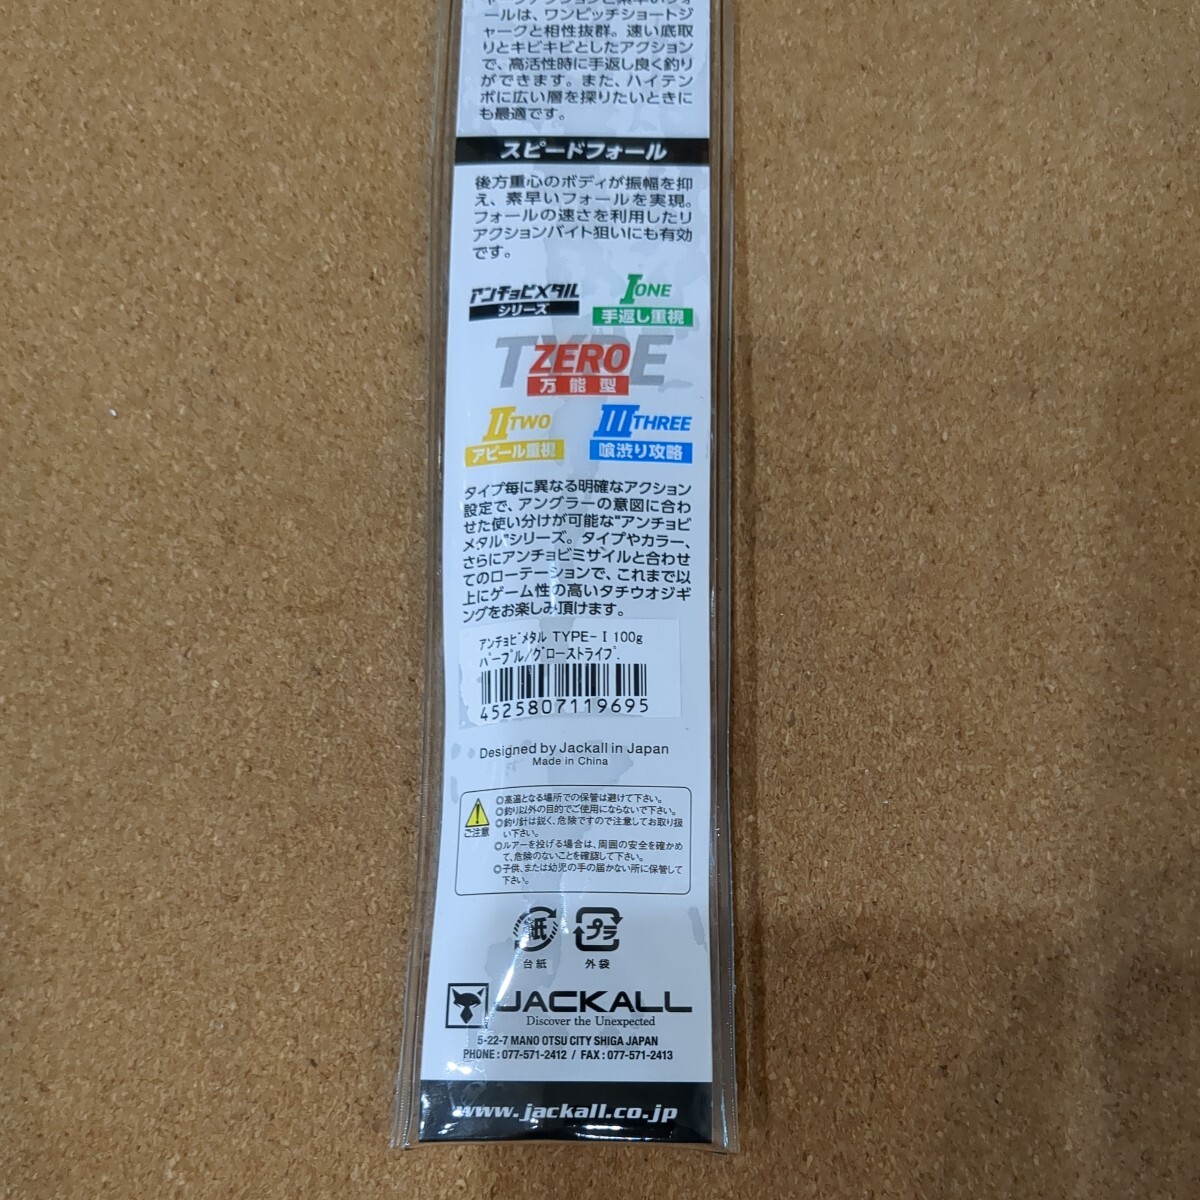 ールは、ワンピッチショートジ
ャークと相性抜群。速い底取
りとキビキビとしたアクション
で、高活性時に手返し良く釣り
ができます。また、ハイテン
ポに広い層を探りたいときに
も最適です。
スピードフォール
後方重心のボディが振幅を抑
え、素早いフォールを実現。
フォールの速さを利用したリ
アクションバイト狙いにも有効
です。
アンチョビメタル
シリーズ
I ONE
手返し重視
TYPE
ZERO
万能型
II TWO
アピール重視
III THREE
喰渋り攻略
タイプ毎に異なる明確なアクション
設定で、アングラーの意図に合わ
せた使い分けが可能な"アンチョビ
メタル"シリーズ。タイプやカラー、
さらにアンチョビミサイルと合わせ
てのローテーションで、これまで以
上にゲーム性の高いタチウオジギ
ングをお楽しみ頂けます。
アンチョビメタル TYPE-Ⅰ 100g
パープル/グローストライプ.
4525807119695
Designed by Jackall in Japan
Made in China
ご注意
◎高温となる場所での保管は避けて下さい。
◎釣り以外の目的でご使用にならないで下さい。
◎釣り針は鋭く、危険ですので注意してお取り扱
い下さい。
◎ルアーを投げる場合は、周囲の安全を確かめ
て、危険のないことを確認して下さい。
◎子供、または幼児の手の届かない所に保管して
下さい。
紙
台紙
プラ
外袋
JACKALL
Discover the Unexpected
5-22-7 MANO OTSU CITY SHIGA JAPAN
PHONE : 077-571-2412 / FAX : 077-571-2413
www.jackall.co.jp